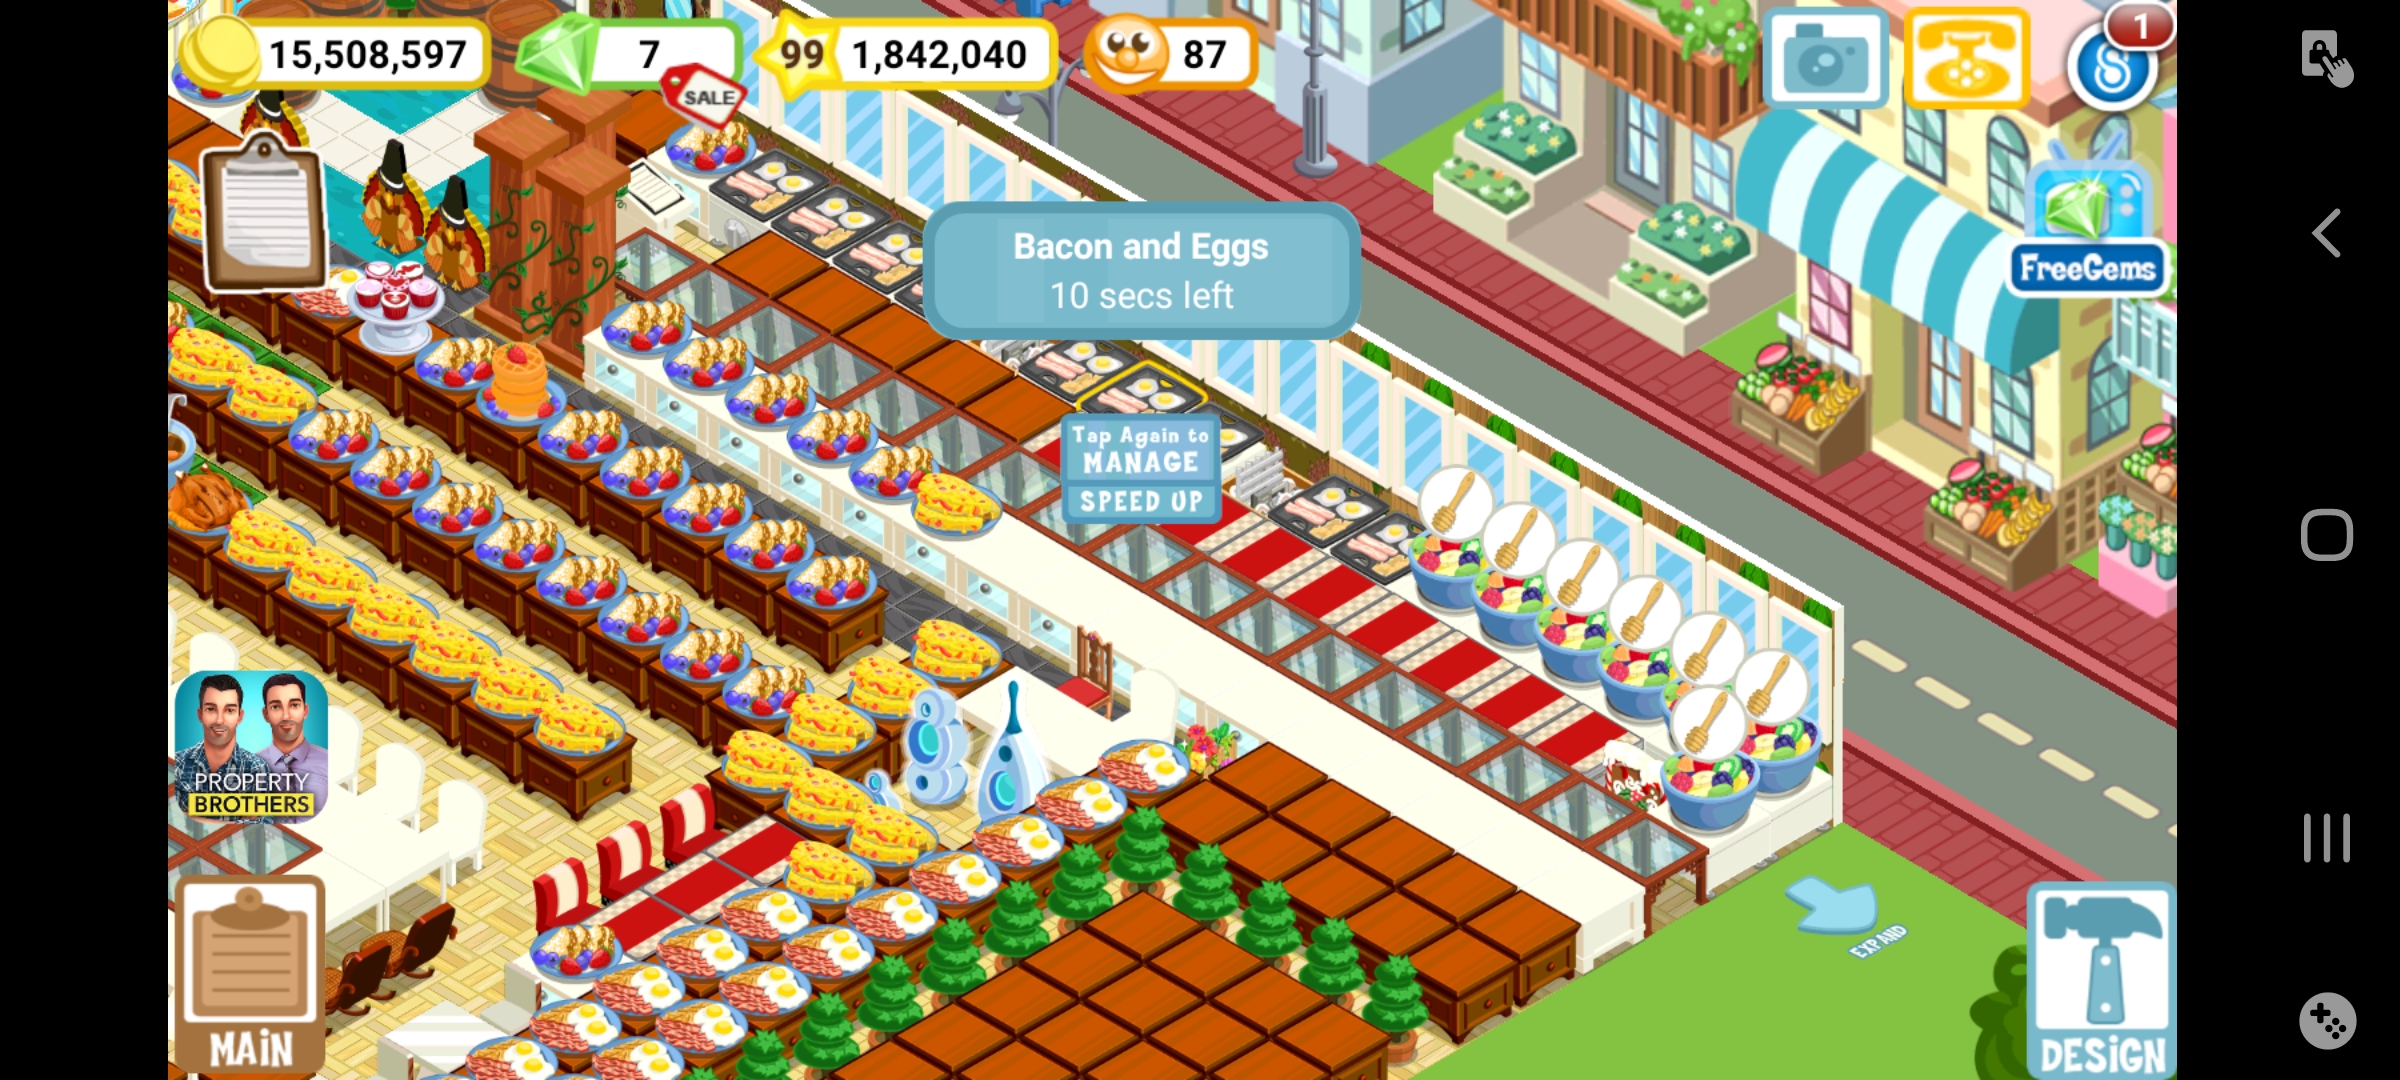 15,508,597
7
SALE
99
1,842,040
87
1
Bacon and Eggs
10 secs left
FreeGems
Tap Again to
MANAGE
SPEED UP
PROPERTY
BROTHERS
EXPAND
MAIN
DESIGN